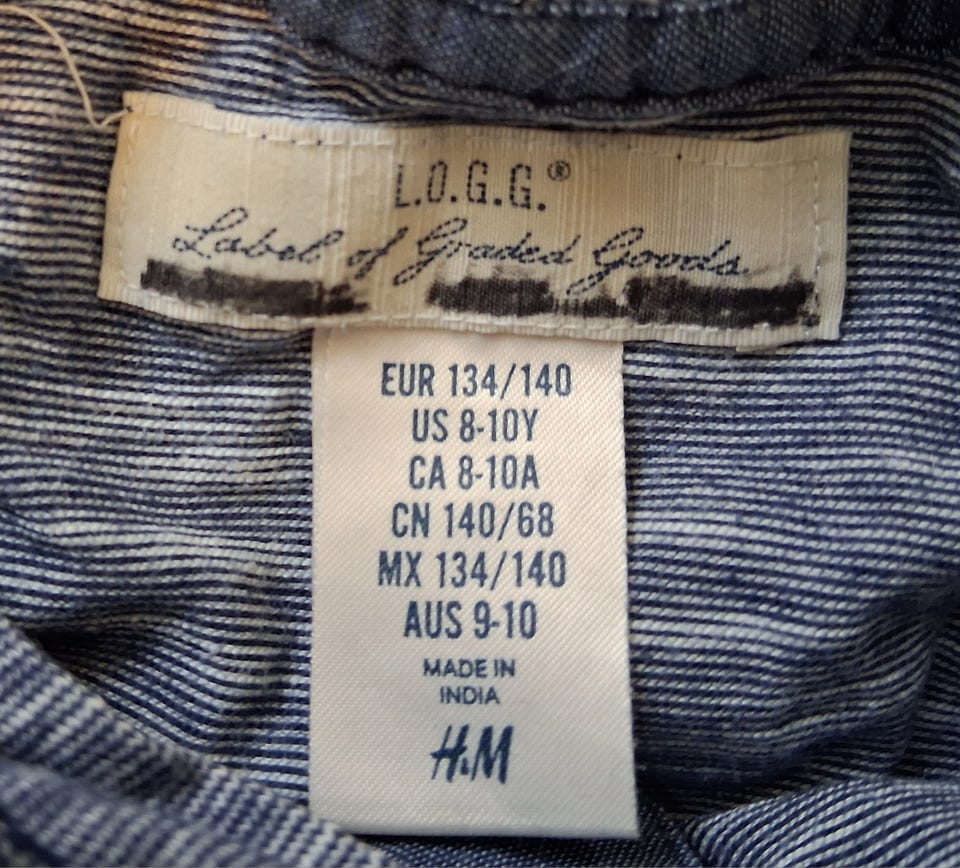 L.O.G.G.®
Label of Graded Goods
EUR 134/140
US 8-10Y
CA 8-10A
CN 140/68
MX 134/140
AUS 9-10
MADE IN
INDIA
H&M